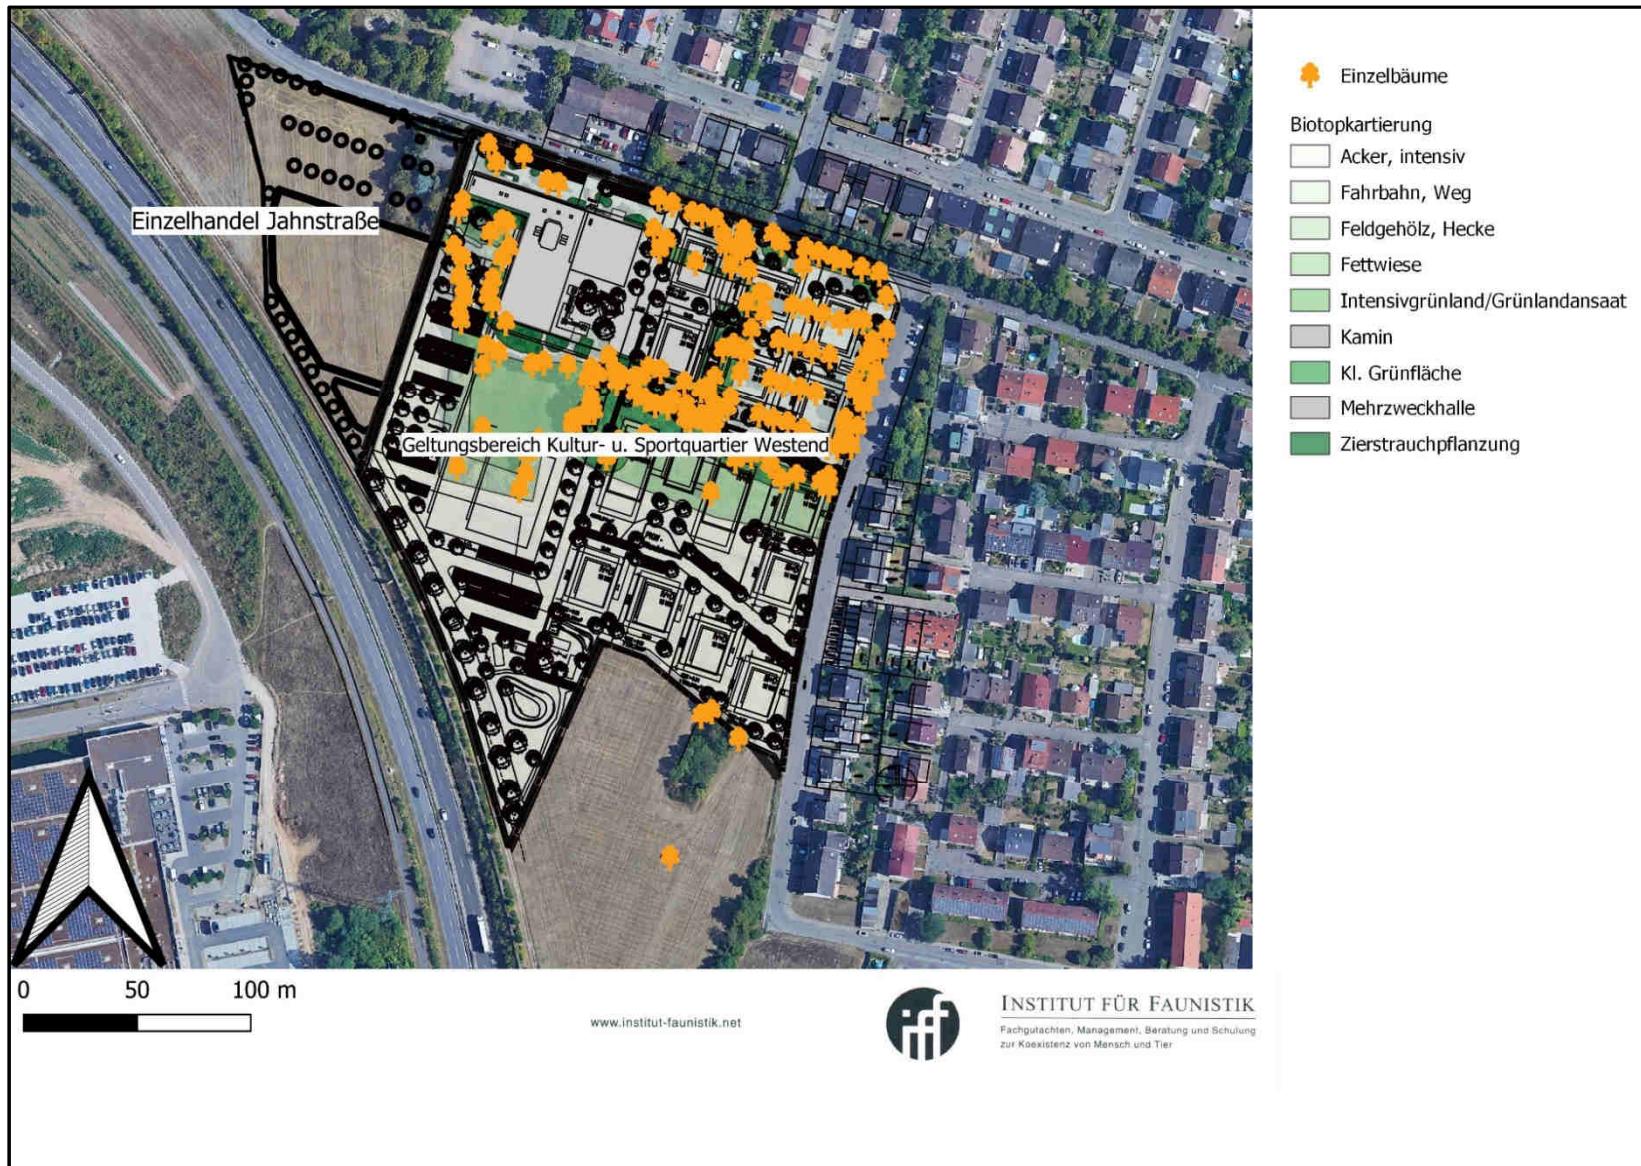 Einzelhandel Jahnstraße
Geltungsbereich Kultur- u. Sportquartier Westend
Einzelbäume
Biotopkartierung
Acker, intensiv
Fahrbahn, Weg
Feldgehölz, Hecke
Fettwiese
Intensivgrünland/Grünlandansaat
Kamin
Kl. Grünfläche
Mehrzweckhalle
Zierstrauchpflanzung
0 50 100 m
www.institut-faunistik.net
iff
INSTITUT FÜR FAUNISTIK
Fachgutachten, Management, Beratung und Schulung
zur Koexistenz von Mensch und Tier